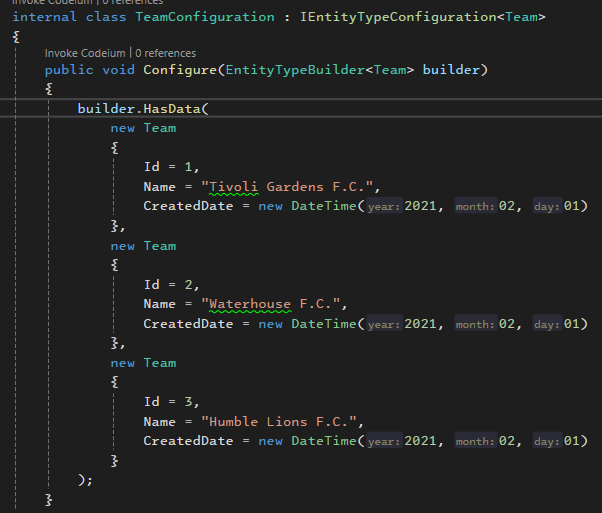 Invoke Codeium | 0 references
internal class TeamConfiguration : IEntityTypeConfiguration<Team>
{
Invoke Codeium | 0 references
public void Configure(EntityTypeBuilder<Team> builder)
{
builder.HasData(
new Team
{
Id = 1,
Name = "Tivoli Gardens F.C.",
CreatedDate = new DateTime(year: 2021, month: 02, day: 01)
},
new Team
{
Id = 2,
Name = "Waterhouse F.C.",
CreatedDate = new DateTime(year: 2021, month: 02, day: 01)
},
new Team
{
Id = 3,
Name = "Humble Lions F.C.",
CreatedDate = new DateTime(year: 2021, month: 02, day: 01)
}
);
}